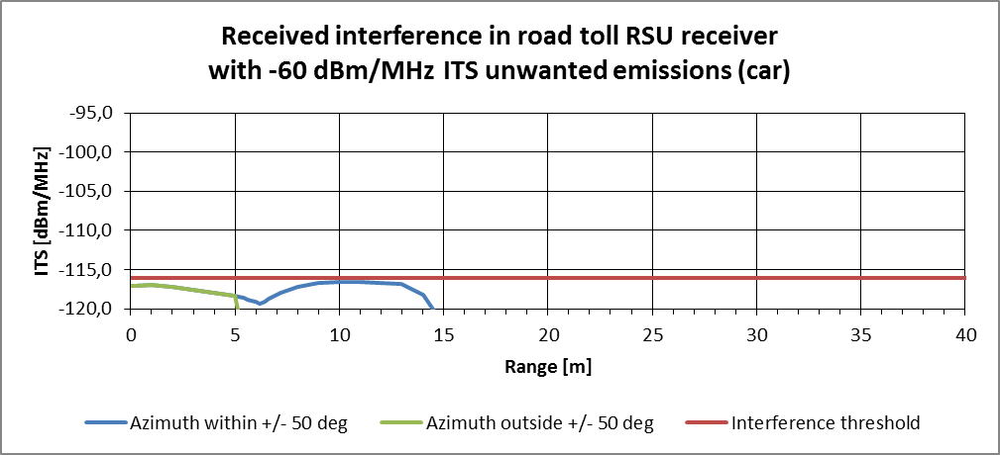 Received interference in road toll RSU receiver
with -60 dBm/MHz ITS unwanted emissions (car)
ITS [dBm/MHz]
-95,0
-100,0
-105,0
-110,0
-115,0
-120,0
0 5 10 15 20 25 30 35 40
Range [m]
Azimuth within +/- 50 deg Azimuth outside +/- 50 deg Interference threshold